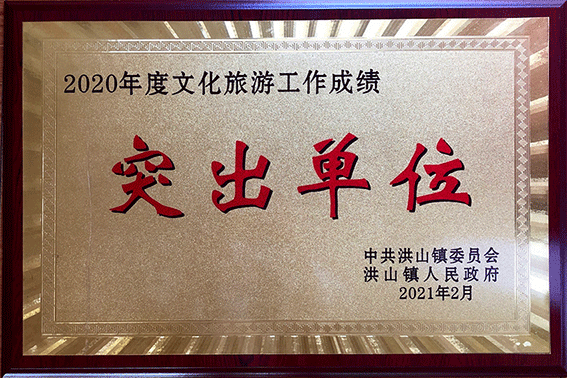 2020年度文化旅游工作成绩
突出单位
中共洪山镇委员会
洪山镇人民政府
2021年2月